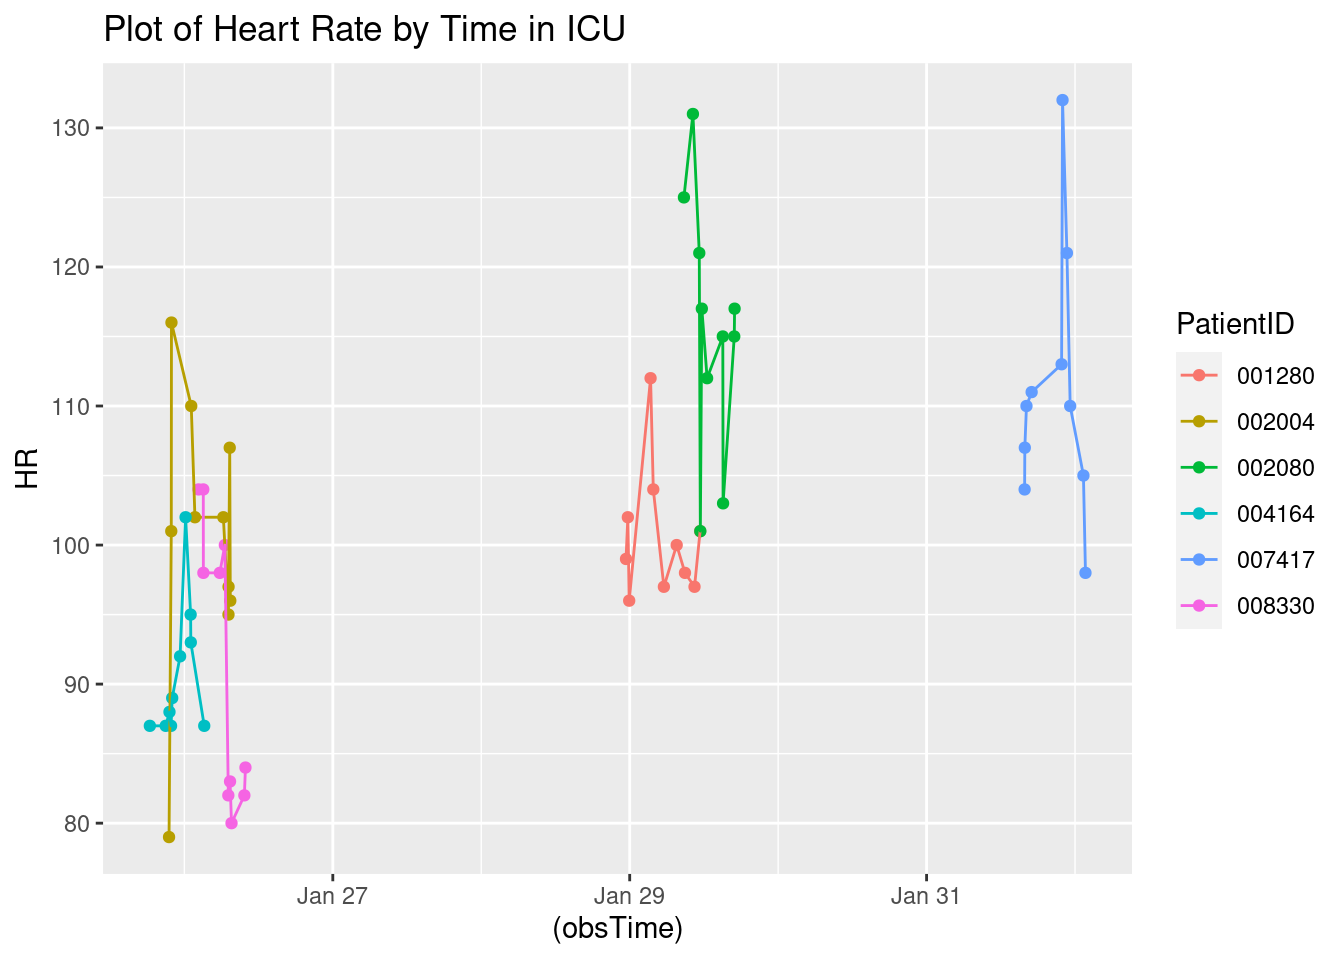 Plot of Heart Rate by Time in ICU
HR
130
120
110
100
90
80
Jan 27
Jan 29
Jan 31
(obsTime)
PatientID
001280
002004
002080
004164
007417
008330